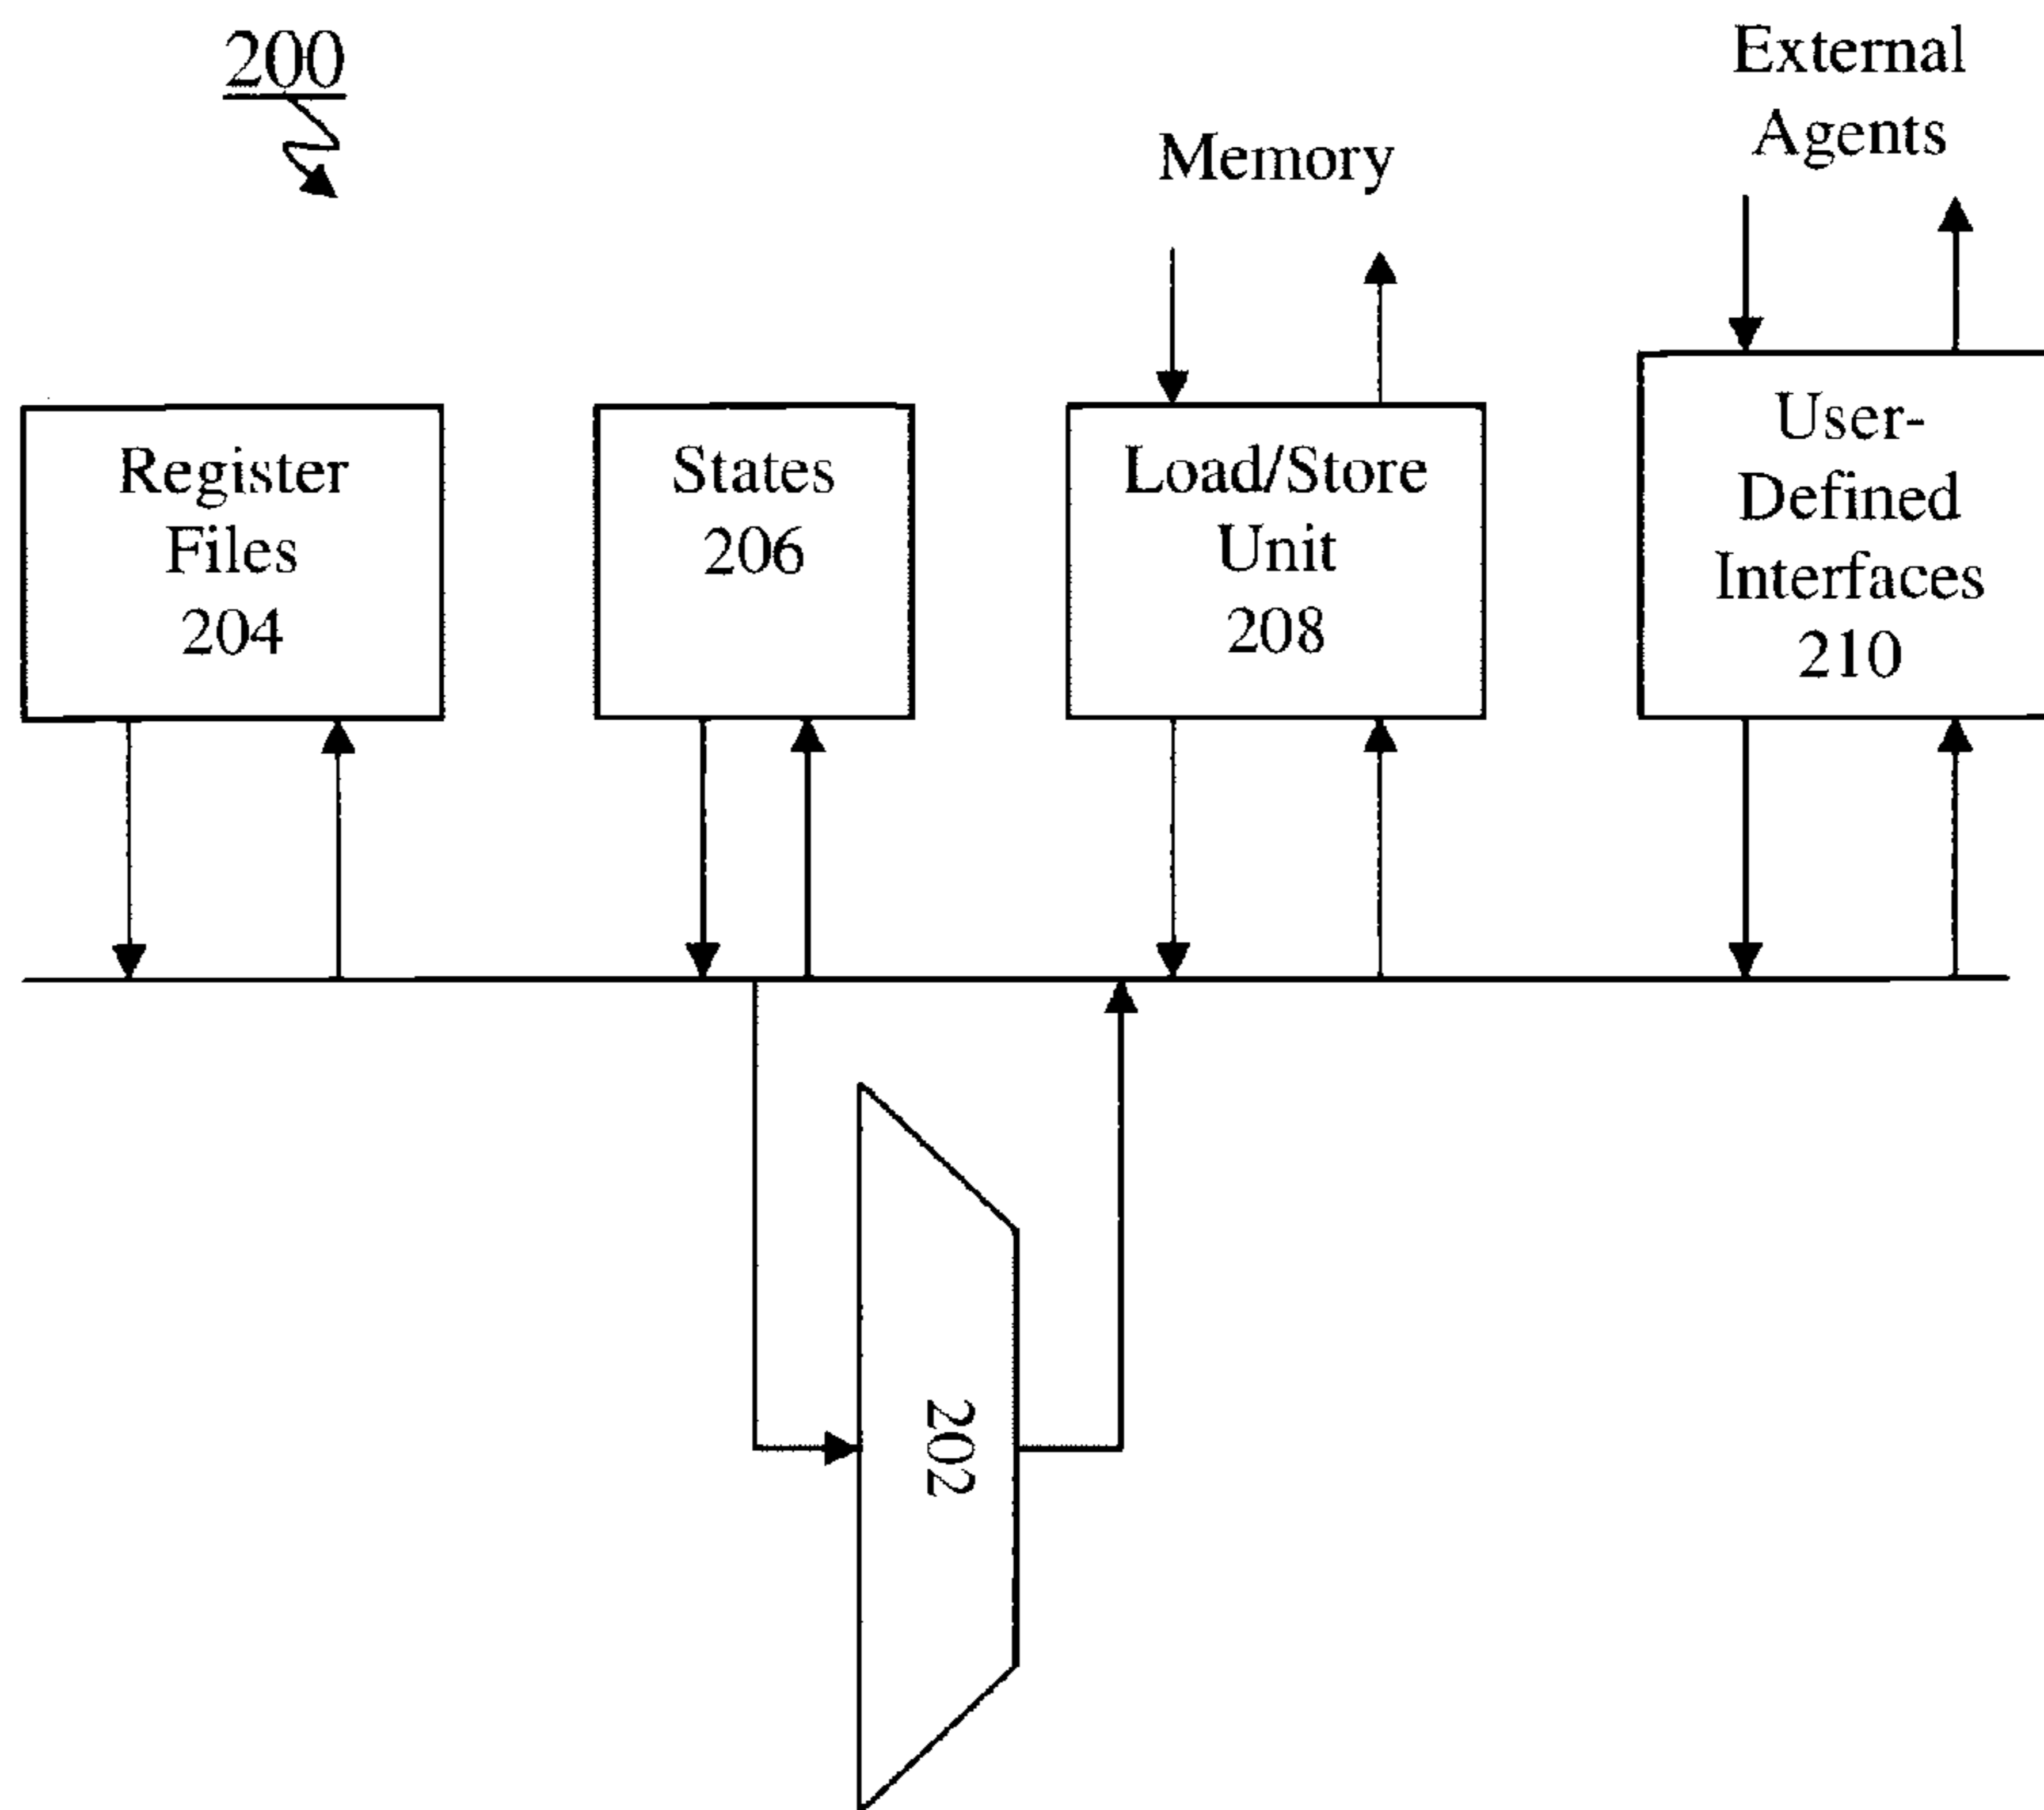 200
External
Agents
Memory
Register
Files
204
States
206
Load/Store
Unit
208
User-
Defined
Interfaces
210
202